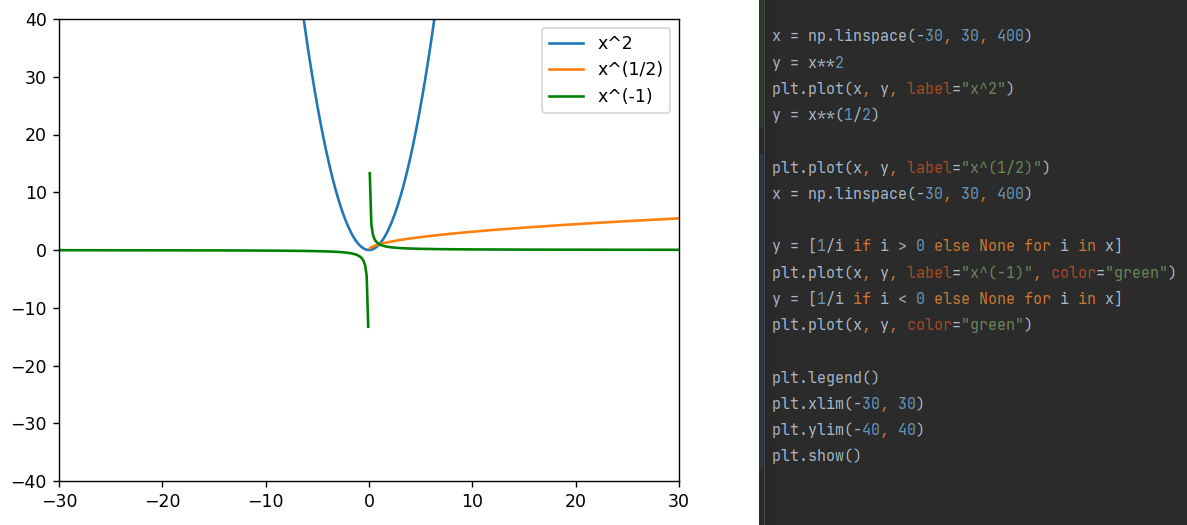 40
30
20
10
0
−10
−20
−30
−40
−30 −20 −10 0 10 20 30
x^2
x^(1/2)
x^(-1)
x = np.linspace(-30, 30, 400)
y = x**2
plt.plot(x, y, label="x^2")
y = x**(1/2)
plt.plot(x, y, label="x^(1/2)")
x = np.linspace(-30, 30, 400)
y = [1/i if i > 0 else None for i in x]
plt.plot(x, y, label="x^(-1)", color="green")
y = [1/i if i < 0 else None for i in x]
plt.plot(x, y, color="green")
plt.legend()
plt.xlim(-30, 30)
plt.ylim(-40, 40)
plt.show()